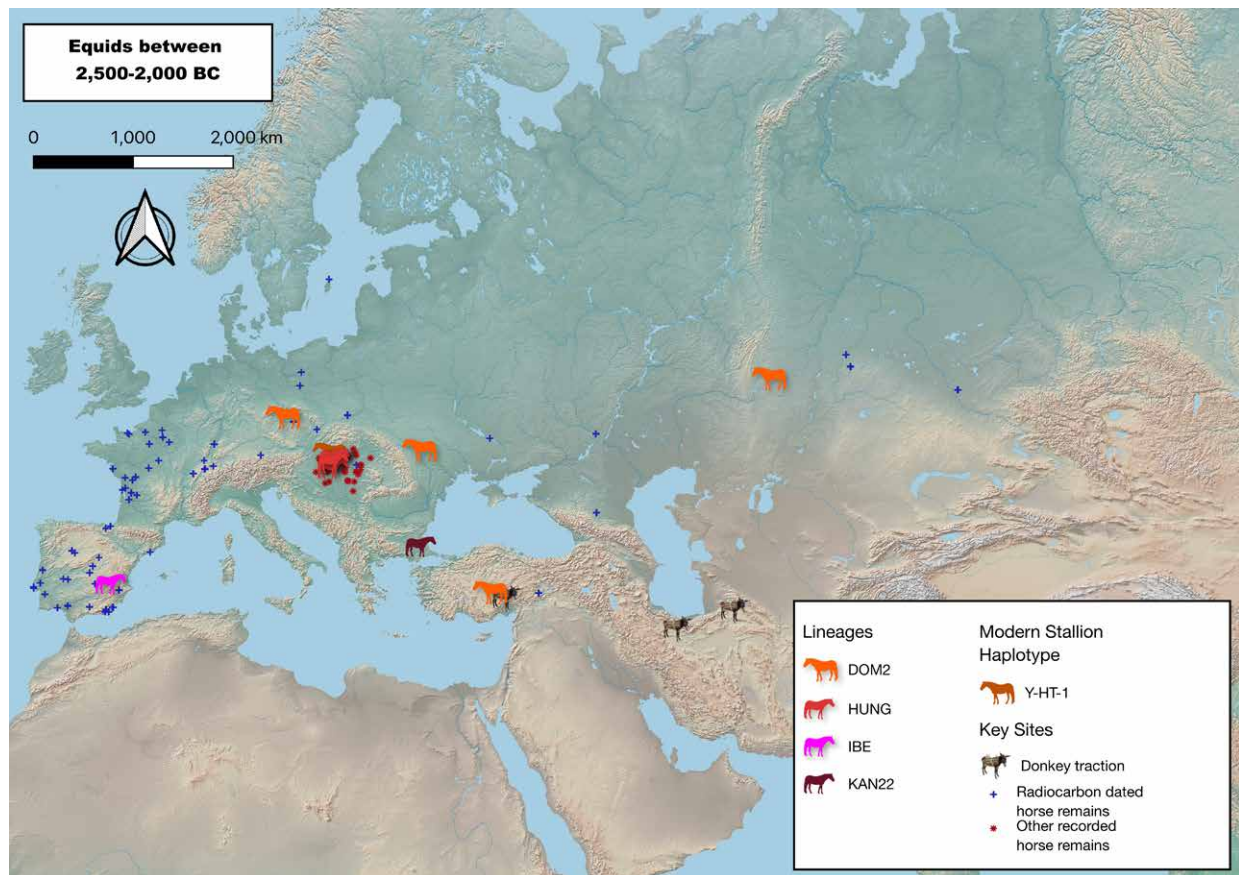 Equids between
2,500-2,000 BC
0 1,000 2,000 km
Lineages
DOM2
HUNG
IBE
KAN22
Modern Stallion
Haplotype
Y-HT-1
Key Sites
Donkey traction
Radiocarbon dated
horse remains
Other recorded
horse remains